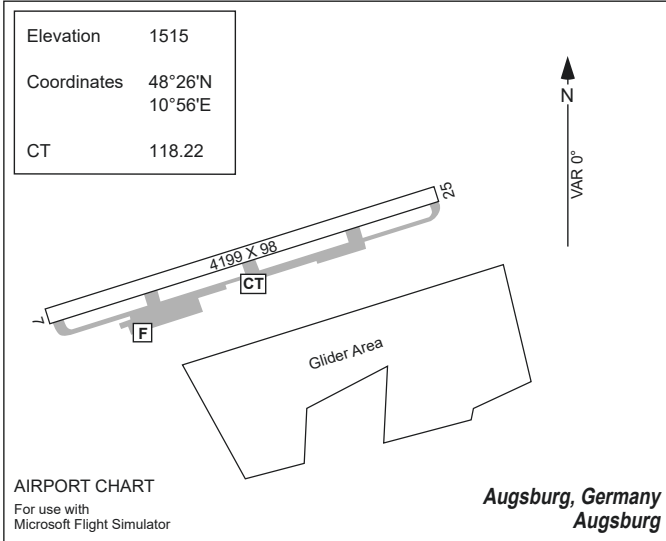 Elevation 1515
Coordinates 48°26'N
10°56'E
CT 118.22
N
VAR 0°
25
4199 X 98
CT
7
F
Glider Area
AIRPORT CHART
For use with
Microsoft Flight Simulator
Augsburg, Germany
Augsburg